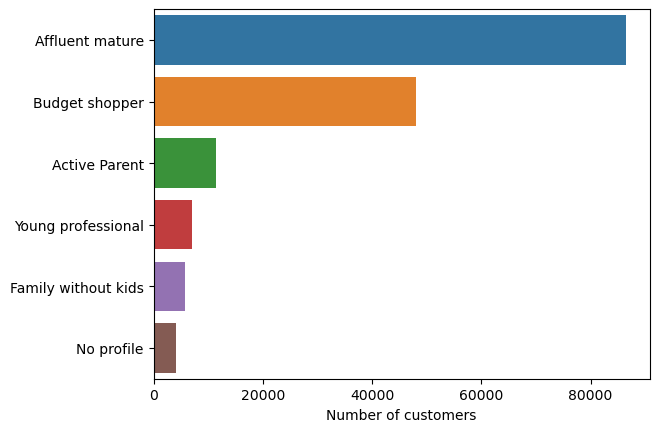 Affluent mature
Budget shopper
Active Parent
Young professional
Family without kids
No profile
0 20000 40000 60000 80000
Number of customers